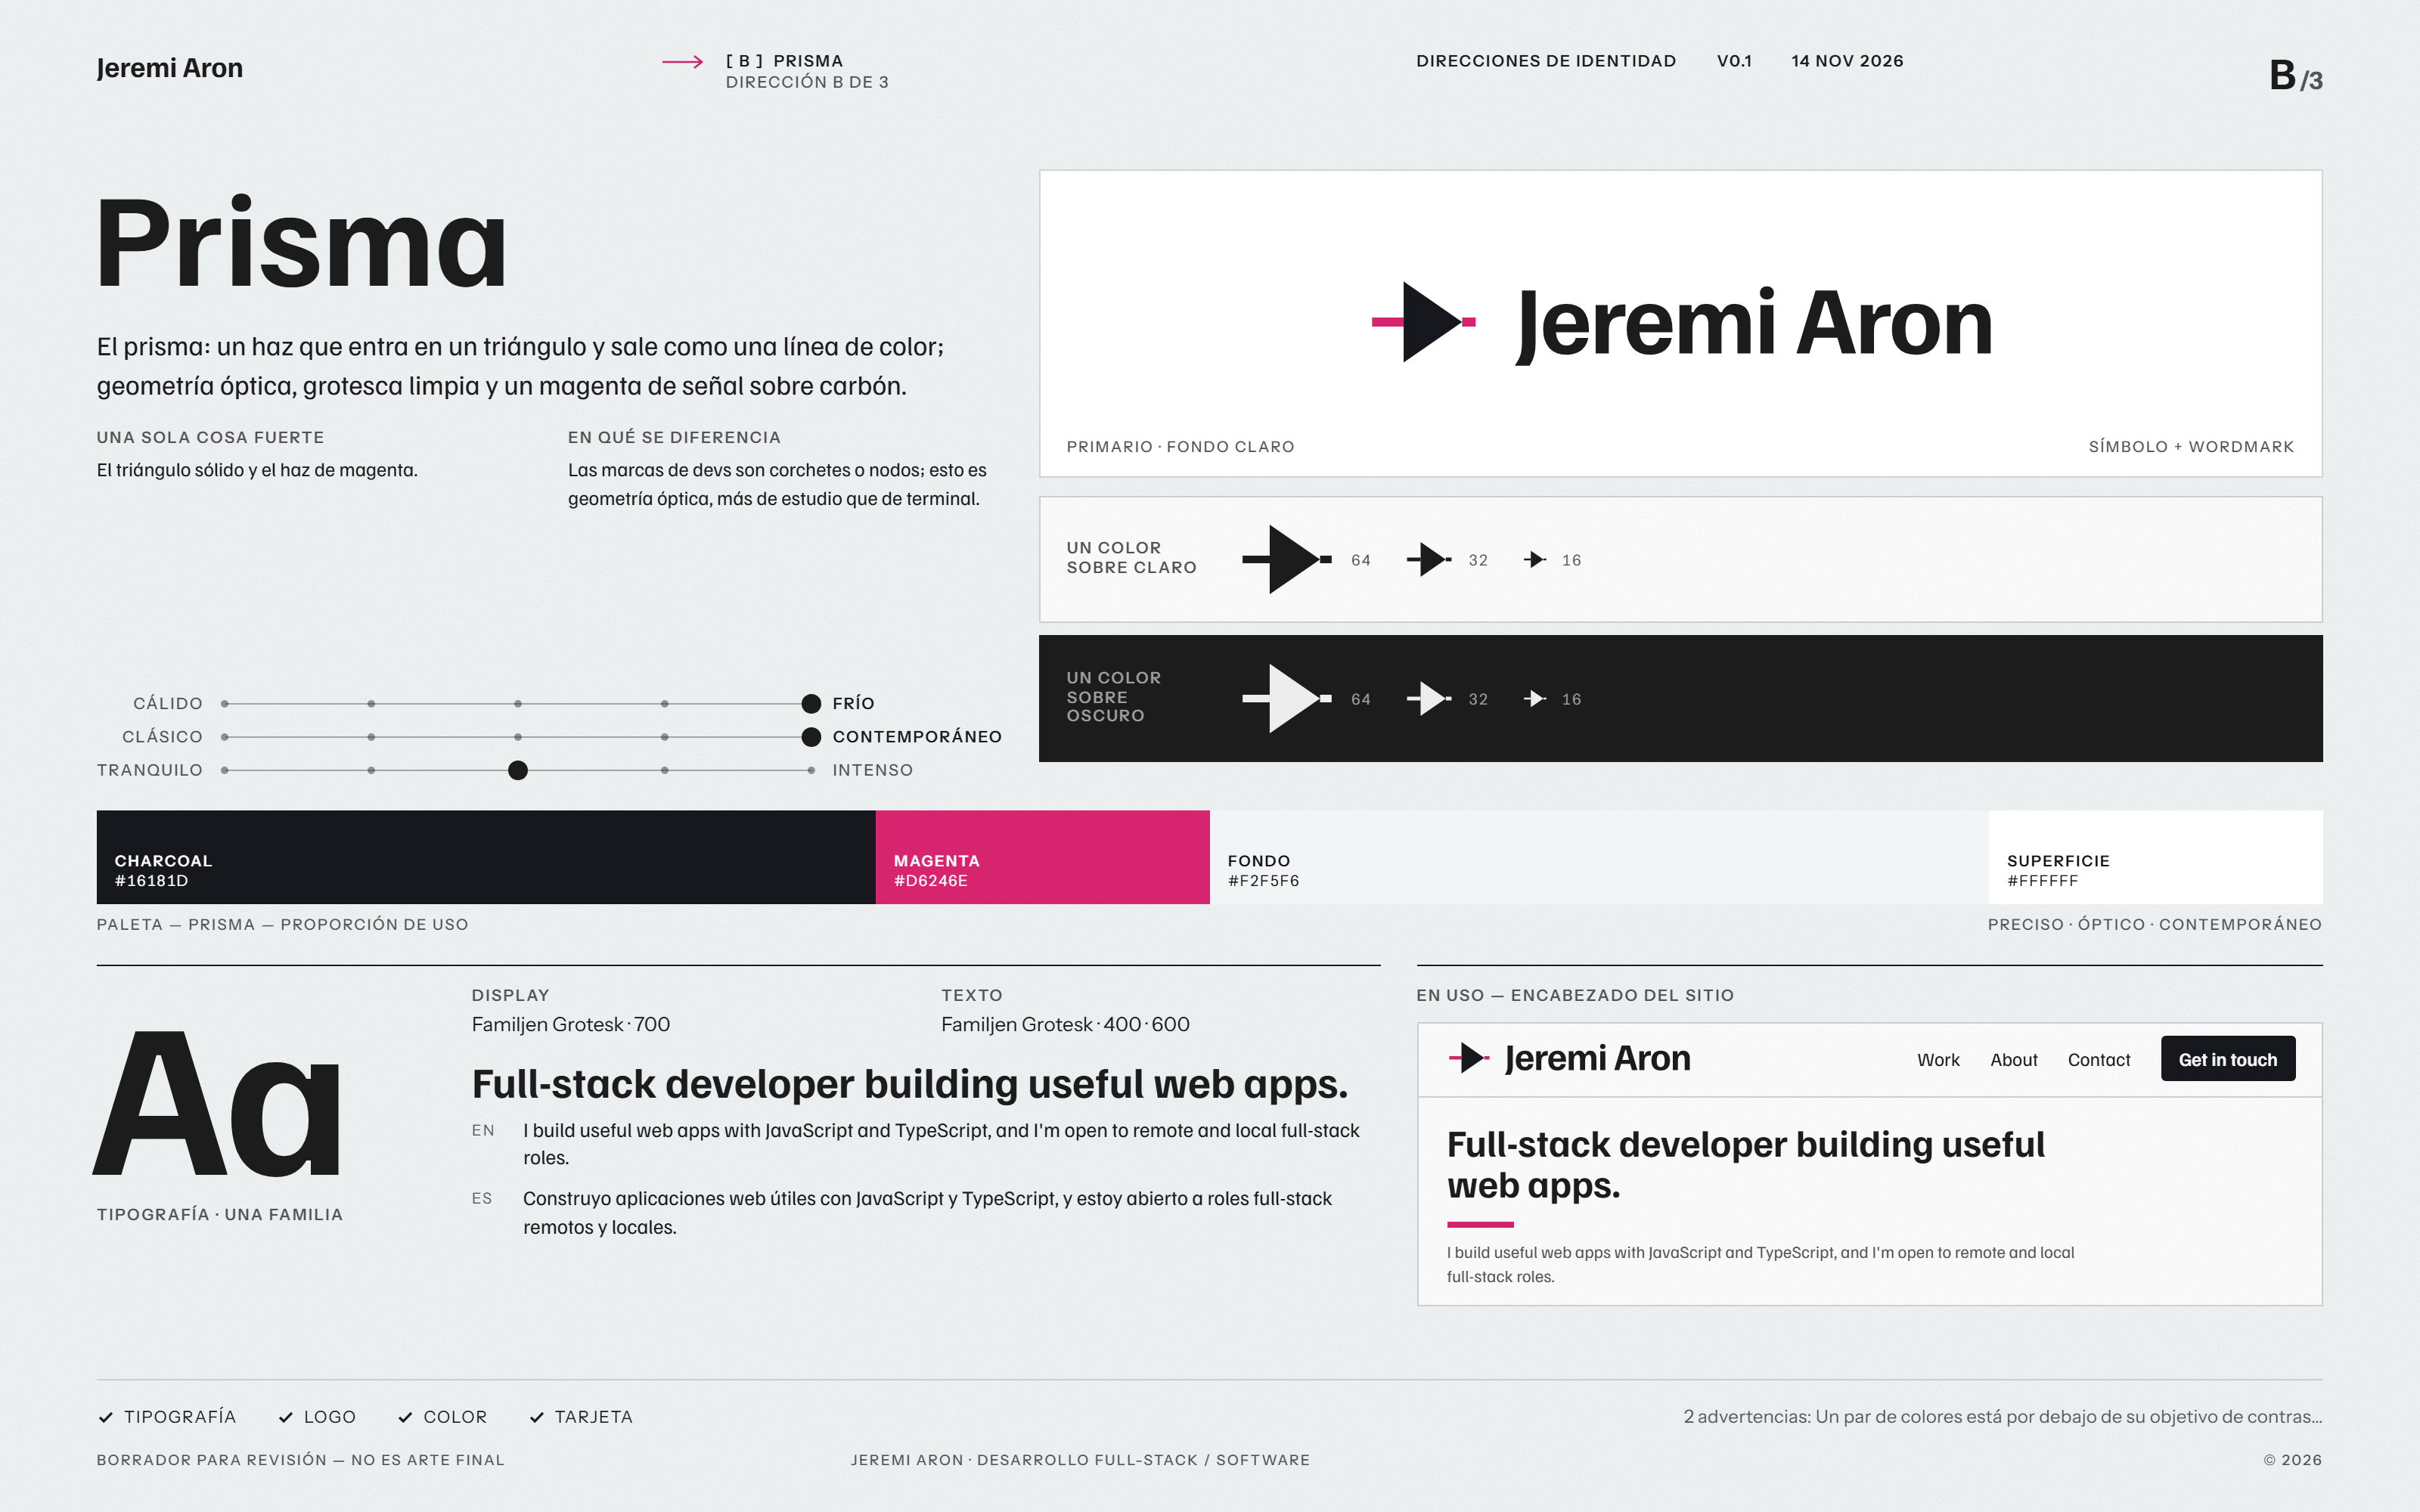 Jeremi Aron
[ B ] PRISMA
DIRECCIÓN B DE 3
DIRECCIONES DE IDENTIDAD V0.1 14 NOV 2026
B/3
Prisma
El prisma: un haz que entra en un triángulo y sale como una línea de color;
geometría óptica, grotesca limpia y un magenta de señal sobre carbón.
UNA SOLA COSA FUERTE
El triángulo sólido y el haz de magenta.
EN QUÉ SE DIFERENCIA
Las marcas de devs son corchetes o nodos; esto es
geometría óptica, más de estudio que de terminal.
CÁLIDO FRÍO
CLÁSICO CONTEMPORÁNEO
TRANQUILO INTENSO
Jeremi Aron
PRIMARIO · FONDO CLARO SÍMBOLO + WORDMARK
UN COLOR
SOBRE CLARO
64 32 16
UN COLOR
SOBRE
OSCURO
64 32 16
CHARCOAL
#16181D
MAGENTA
#D6246E
FONDO
#F2F5F6
SUPERFICIE
#FFFFFF
PALETA — PRISMA — PROPORCIÓN DE USO PRECISO · ÓPTICO · CONTEMPORÁNEO
Aa
TIPOGRAFÍA · UNA FAMILIA
DISPLAY
Familjen Grotesk · 700
TEXTO
Familjen Grotesk · 400 · 600
Full-stack developer building useful web apps.
EN I build useful web apps with JavaScript and TypeScript, and I'm open to remote and local full-stack
roles.
ES Construyo aplicaciones web útiles con JavaScript y TypeScript, y estoy abierto a roles full-stack
remotos y locales.
EN USO — ENCABEZADO DEL SITIO
Jeremi Aron Work About Contact Get in touch
Full-stack developer building useful
web apps.
I build useful web apps with JavaScript and TypeScript, and I'm open to remote and local
full-stack roles.
TIPOGRAFÍA LOGO COLOR TARJETA
2 advertencias: Un par de colores está por debajo de su objetivo de contras...
BORRADOR PARA REVISIÓN — NO ES ARTE FINAL JEREMI ARON · DESARROLLO FULL-STACK / SOFTWARE © 2026